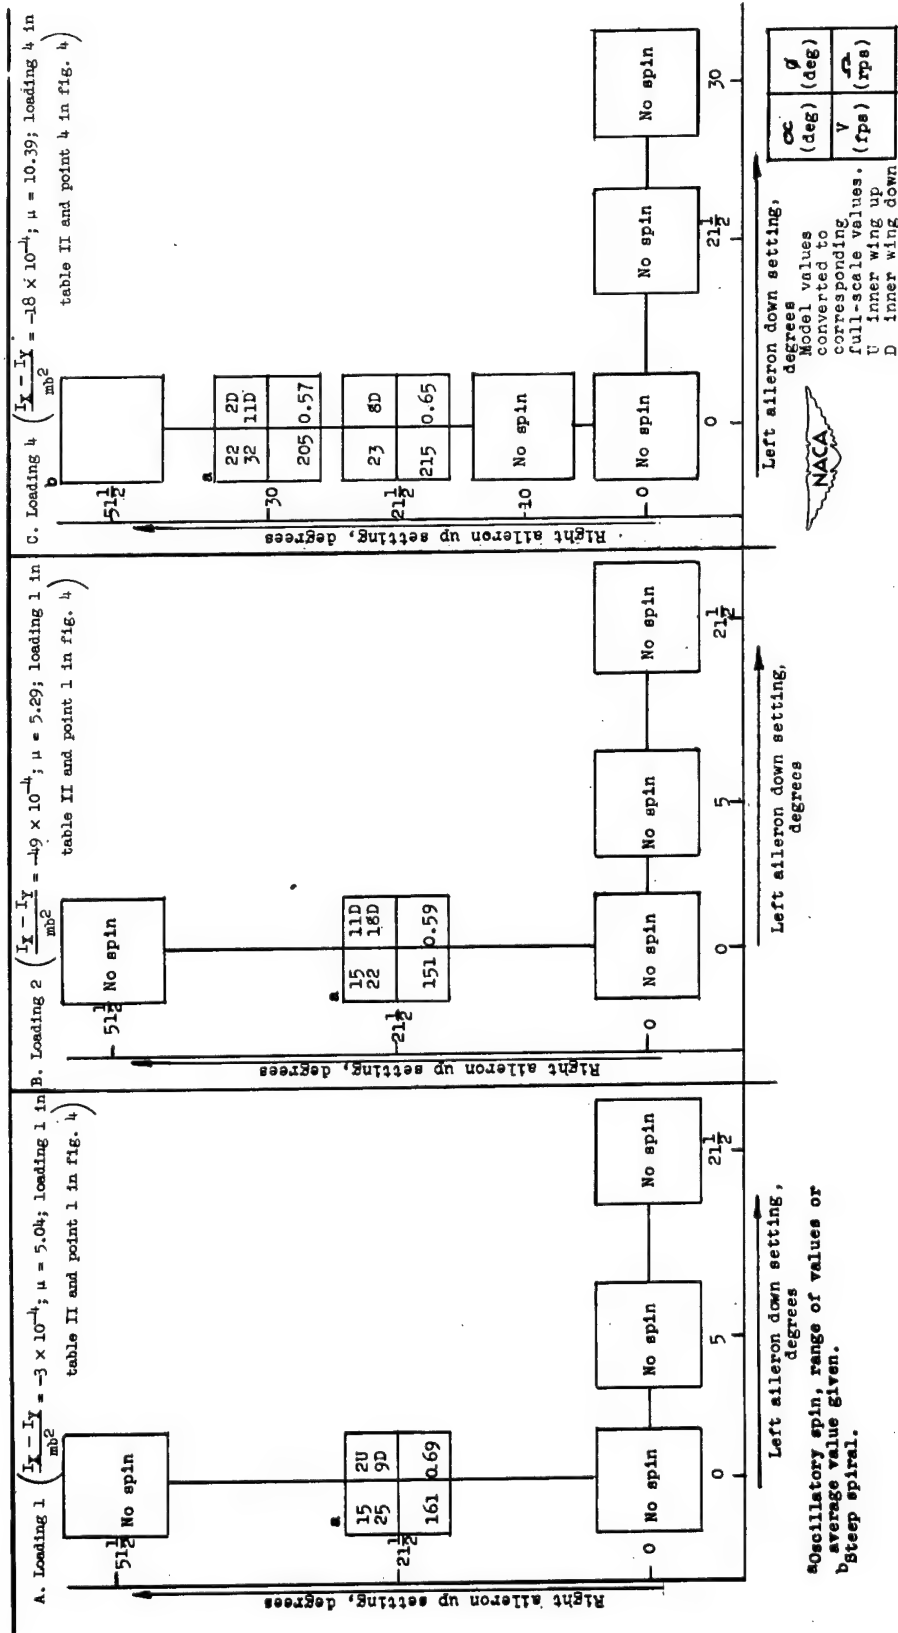 A. Loading 1 (I_X - I_Y / mb² = -3 × 10⁻⁴; μ = 5.04; loading 1 in
table II and point 1 in fig. 4)
51½
No spin
a
15 2U
25 9D
161 0.69
21½
No spin
No spin
No spin
0
Right aileron up setting, degrees
0 5 21½
Left aileron down setting,
degrees
B. Loading 2 (I_X - I_Y / mb² = -49 × 10⁻⁴; μ = 5.29; loading 1 in
table II and point 1 in fig. 4)
51½
No spin
a
15 11D
22 18D
151 0.59
21½
No spin
No spin
No spin
0
Right aileron up setting, degrees
0 5 21½
Left aileron down setting,
degrees
C. Loading 4 (I_X - I_Y / mb² = -18 × 10⁻⁴; μ = 10.39; loading 4 in
table II and point 4 in fig. 4)
b
51½
a
22 2D
32 11D
205 0.57
30
23 8D
215 0.65
21½
No spin
10
No spin
No spin
No spin
0
Right aileron up setting, degrees
0 21½ 30
Left aileron down setting,
degrees
aOscillatory spin, range of values or
average value given.
bSteep spiral.
NACA
Model values
converted to
corresponding
full-scale values.
U inner wing up
D inner wing down
α ø
(deg) (deg)
V Ω
(fps) (rps)